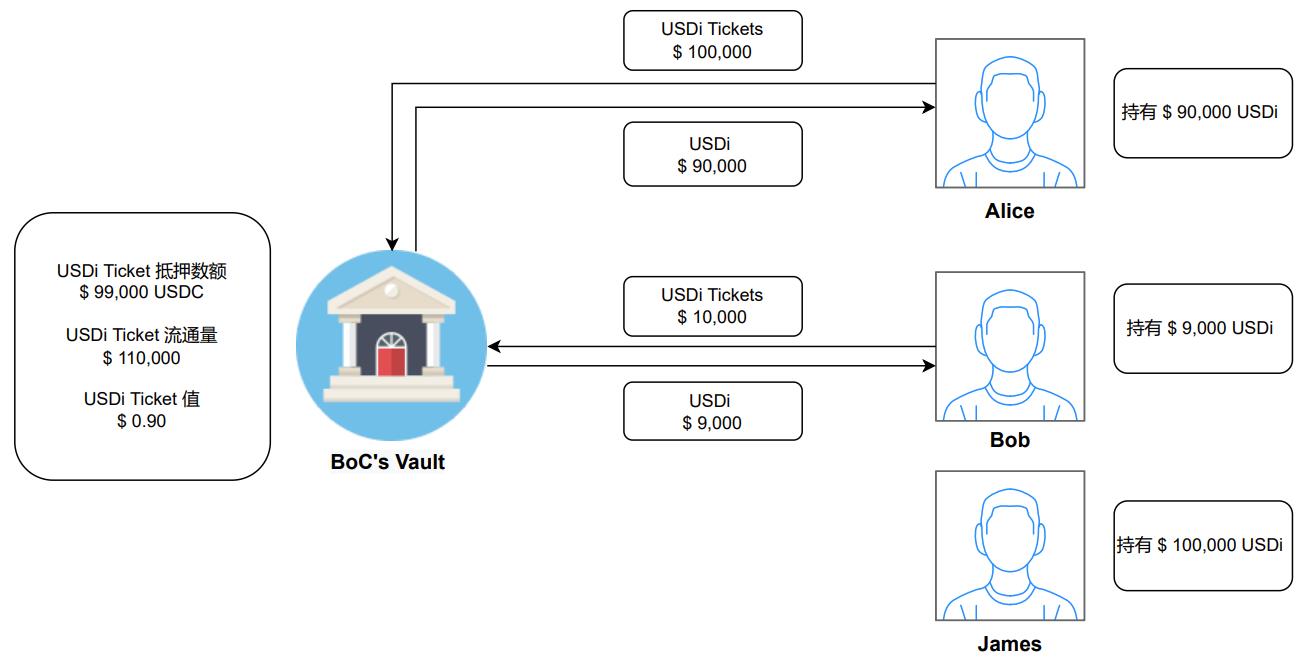 USDi Tickets
$ 100,000
USDi
$ 90,000
持有 $ 90,000 USDi
Alice
USDi Ticket 抵押数额
$ 99,000 USDC
USDi Ticket 流通量
$ 110,000
USDi Ticket 值
$ 0.90
BoC's Vault
USDi Tickets
$ 10,000
USDi
$ 9,000
持有 $ 9,000 USDi
Bob
持有 $ 100,000 USDi
James